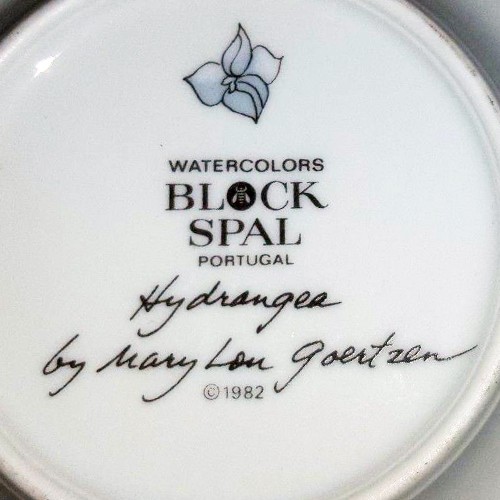 WATERCOLORS
BLOCK
SPAL
PORTUGAL
Hydrangea
by Mary Lou Goertzen
©1982